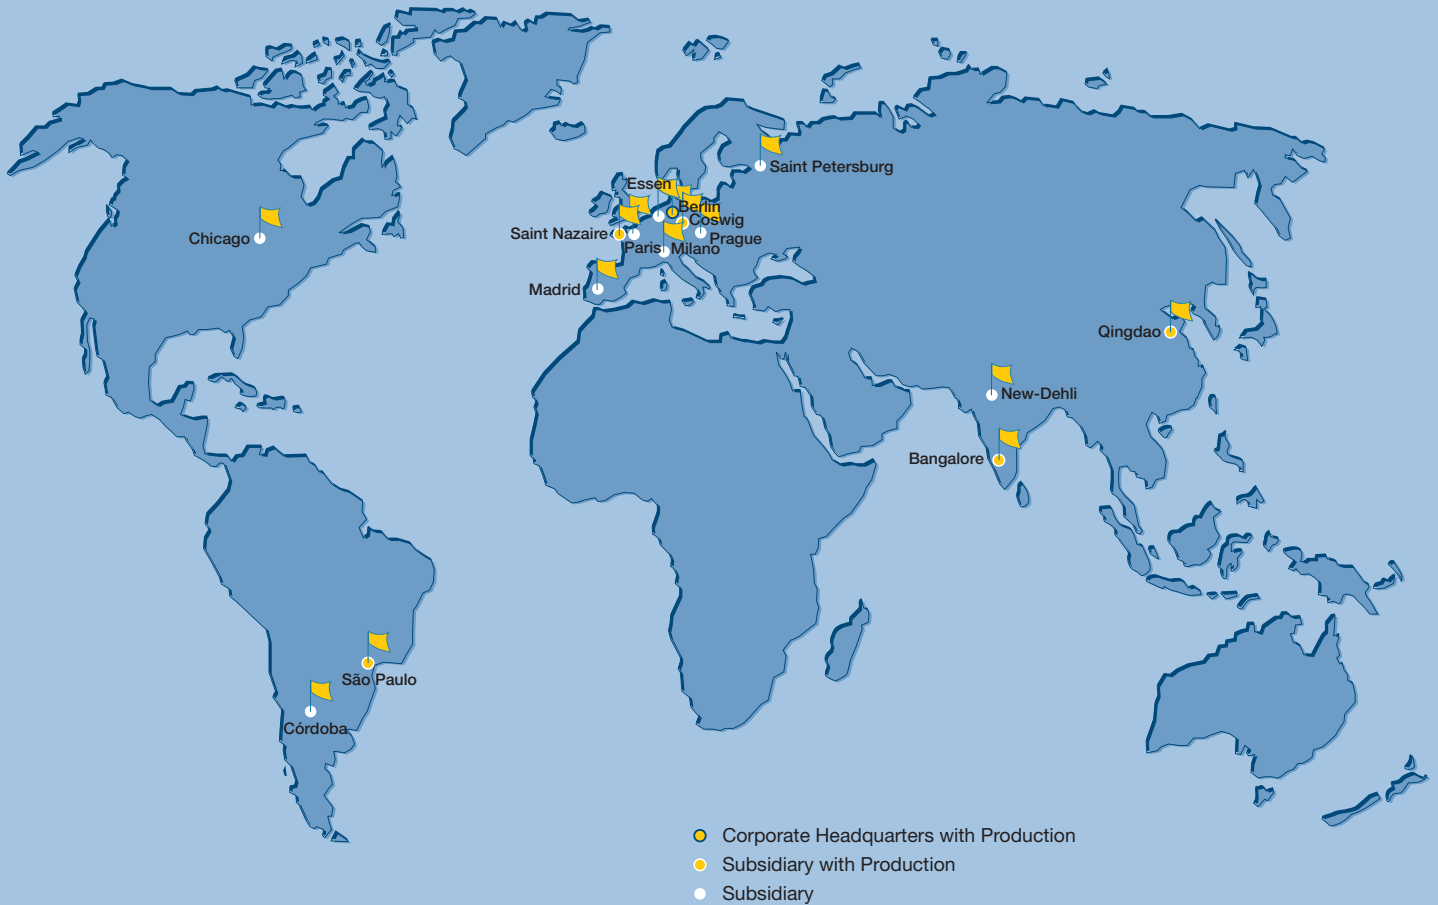 Saint Petersburg
Essen
Berlin
Coswig
Chicago
Saint Nazaire
Prague
Paris
Milano
Madrid
Qingdao
New-Dehli
Bangalore
São Paulo
Córdoba
Corporate Headquarters with Production
Subsidiary with Production
Subsidiary